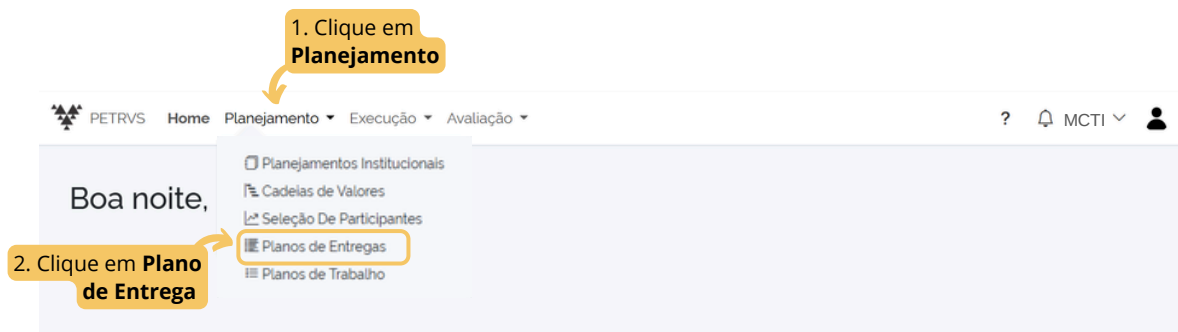 1. Clique em
Planejamento
PETRVS Home Planejamento Execução Avaliação ? MCTI
Planejamentos Institucionais
Cadeias de Valores
Boa noite,
Seleção De Participantes
Planos de Entregas
2. Clique em Plano
de Entrega
Planos de Trabalho